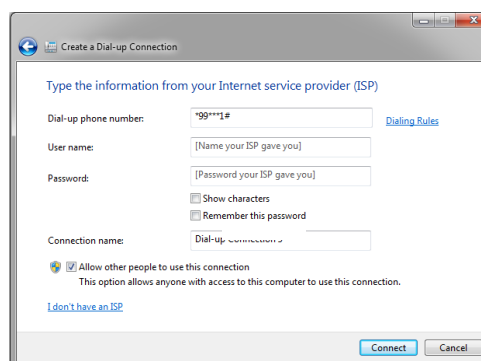 Create a Dial-up Connection
Type the information from your Internet service provider (ISP)
Dial-up phone number:
*99***1#
Dialing Rules
User name:
[Name your ISP gave you]
Password:
[Password your ISP gave you]
Show characters
Remember this password
Connection name:
Dial-up
Allow other people to use this connection
This option allows anyone with access to this computer to use this connection.
I don't have an ISP
Connect
Cancel